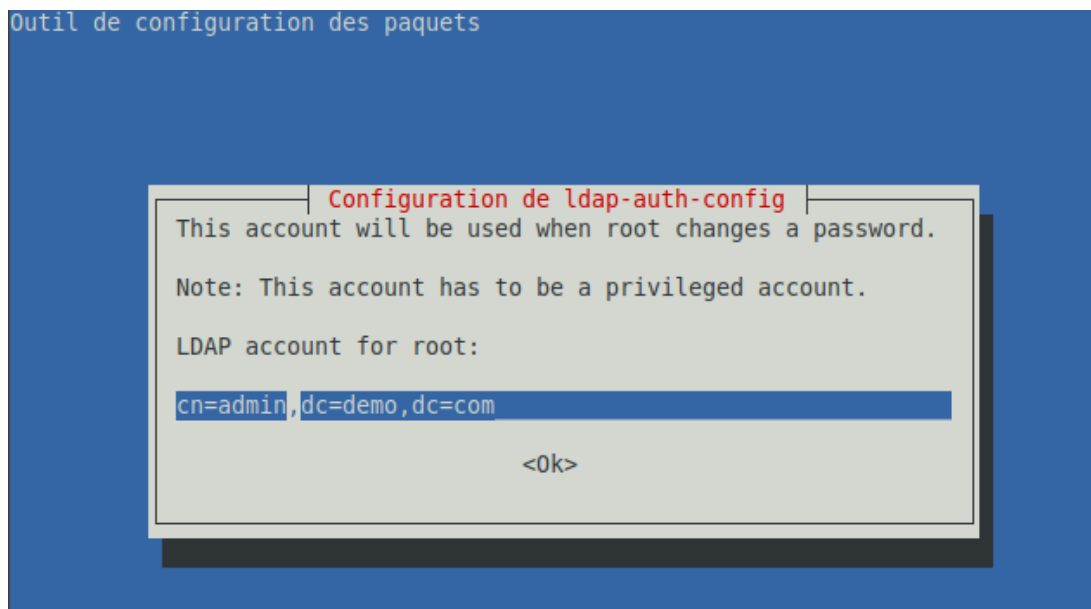 Outil de configuration des paquets
Configuration de ldap-auth-config
This account will be used when root changes a password.
Note: This account has to be a privileged account.
LDAP account for root:
cn=admin,dc=demo,dc=com
<Ok>